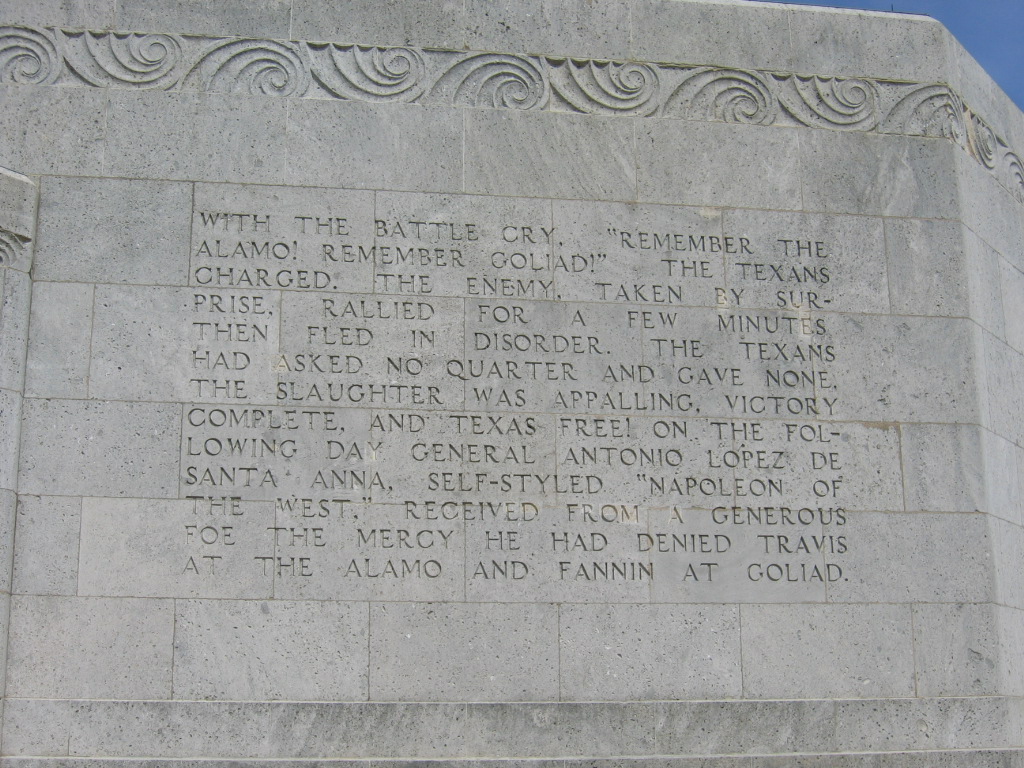 WITH THE BATTLE CRY, "REMEMBER THE
ALAMO! REMEMBER GOLIAD!" THE TEXANS
CHARGED. THE ENEMY, TAKEN BY SUR-
PRISE, RALLIED FOR A FEW MINUTES
THEN FLED IN DISORDER. THE TEXANS
HAD ASKED NO QUARTER AND GAVE NONE.
THE SLAUGHTER WAS APPALLING, VICTORY
COMPLETE, AND TEXAS FREE! ON THE FOL-
LOWING DAY GENERAL ANTONIO LOPEZ DE
SANTA ANNA, SELF-STYLED "NAPOLEON OF
THE WEST," RECEIVED FROM A GENEROUS
FOE THE MERCY HE HAD DENIED TRAVIS
AT THE ALAMO AND FANNIN AT GOLIAD.